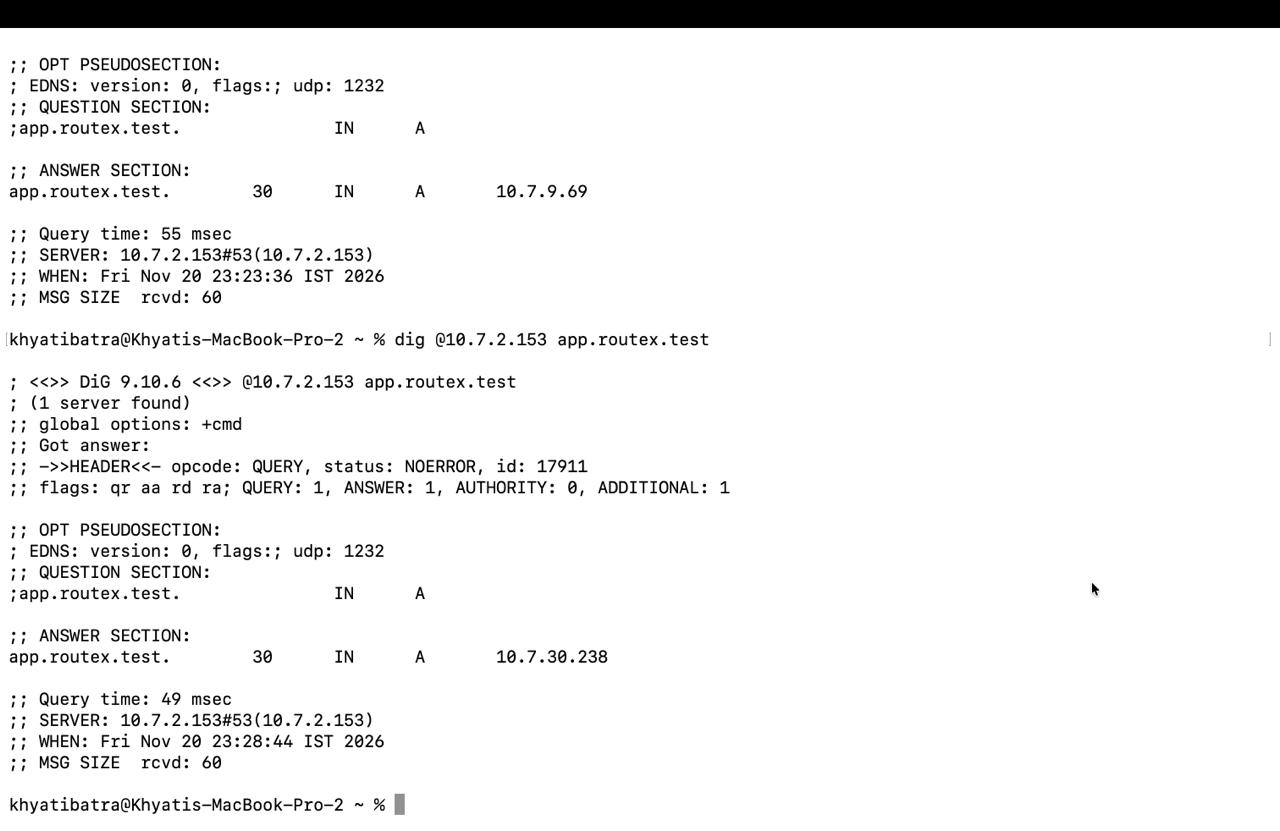 ;; OPT PSEUDOSECTION:
; EDNS: version: 0, flags:; udp: 1232
;; QUESTION SECTION:
;app.routex.test. IN A
;; ANSWER SECTION:
app.routex.test. 30 IN A 10.7.9.69
;; Query time: 55 msec
;; SERVER: 10.7.2.153#53(10.7.2.153)
;; WHEN: Fri Nov 20 23:23:36 IST 2026
;; MSG SIZE rcvd: 60
[khyatibatra@Khyatis-MacBook-Pro-2 ~ % dig @10.7.2.153 app.routex.test ]
; <<>> DiG 9.10.6 <<>> @10.7.2.153 app.routex.test
; (1 server found)
;; global options: +cmd
;; Got answer:
;; ->>HEADER<<- opcode: QUERY, status: NOERROR, id: 17911
;; flags: qr aa rd ra; QUERY: 1, ANSWER: 1, AUTHORITY: 0, ADDITIONAL: 1
;; OPT PSEUDOSECTION:
; EDNS: version: 0, flags:; udp: 1232
;; QUESTION SECTION:
;app.routex.test. IN A
;; ANSWER SECTION:
app.routex.test. 30 IN A 10.7.30.238
;; Query time: 49 msec
;; SERVER: 10.7.2.153#53(10.7.2.153)
;; WHEN: Fri Nov 20 23:28:44 IST 2026
;; MSG SIZE rcvd: 60
khyatibatra@Khyatis-MacBook-Pro-2 ~ %